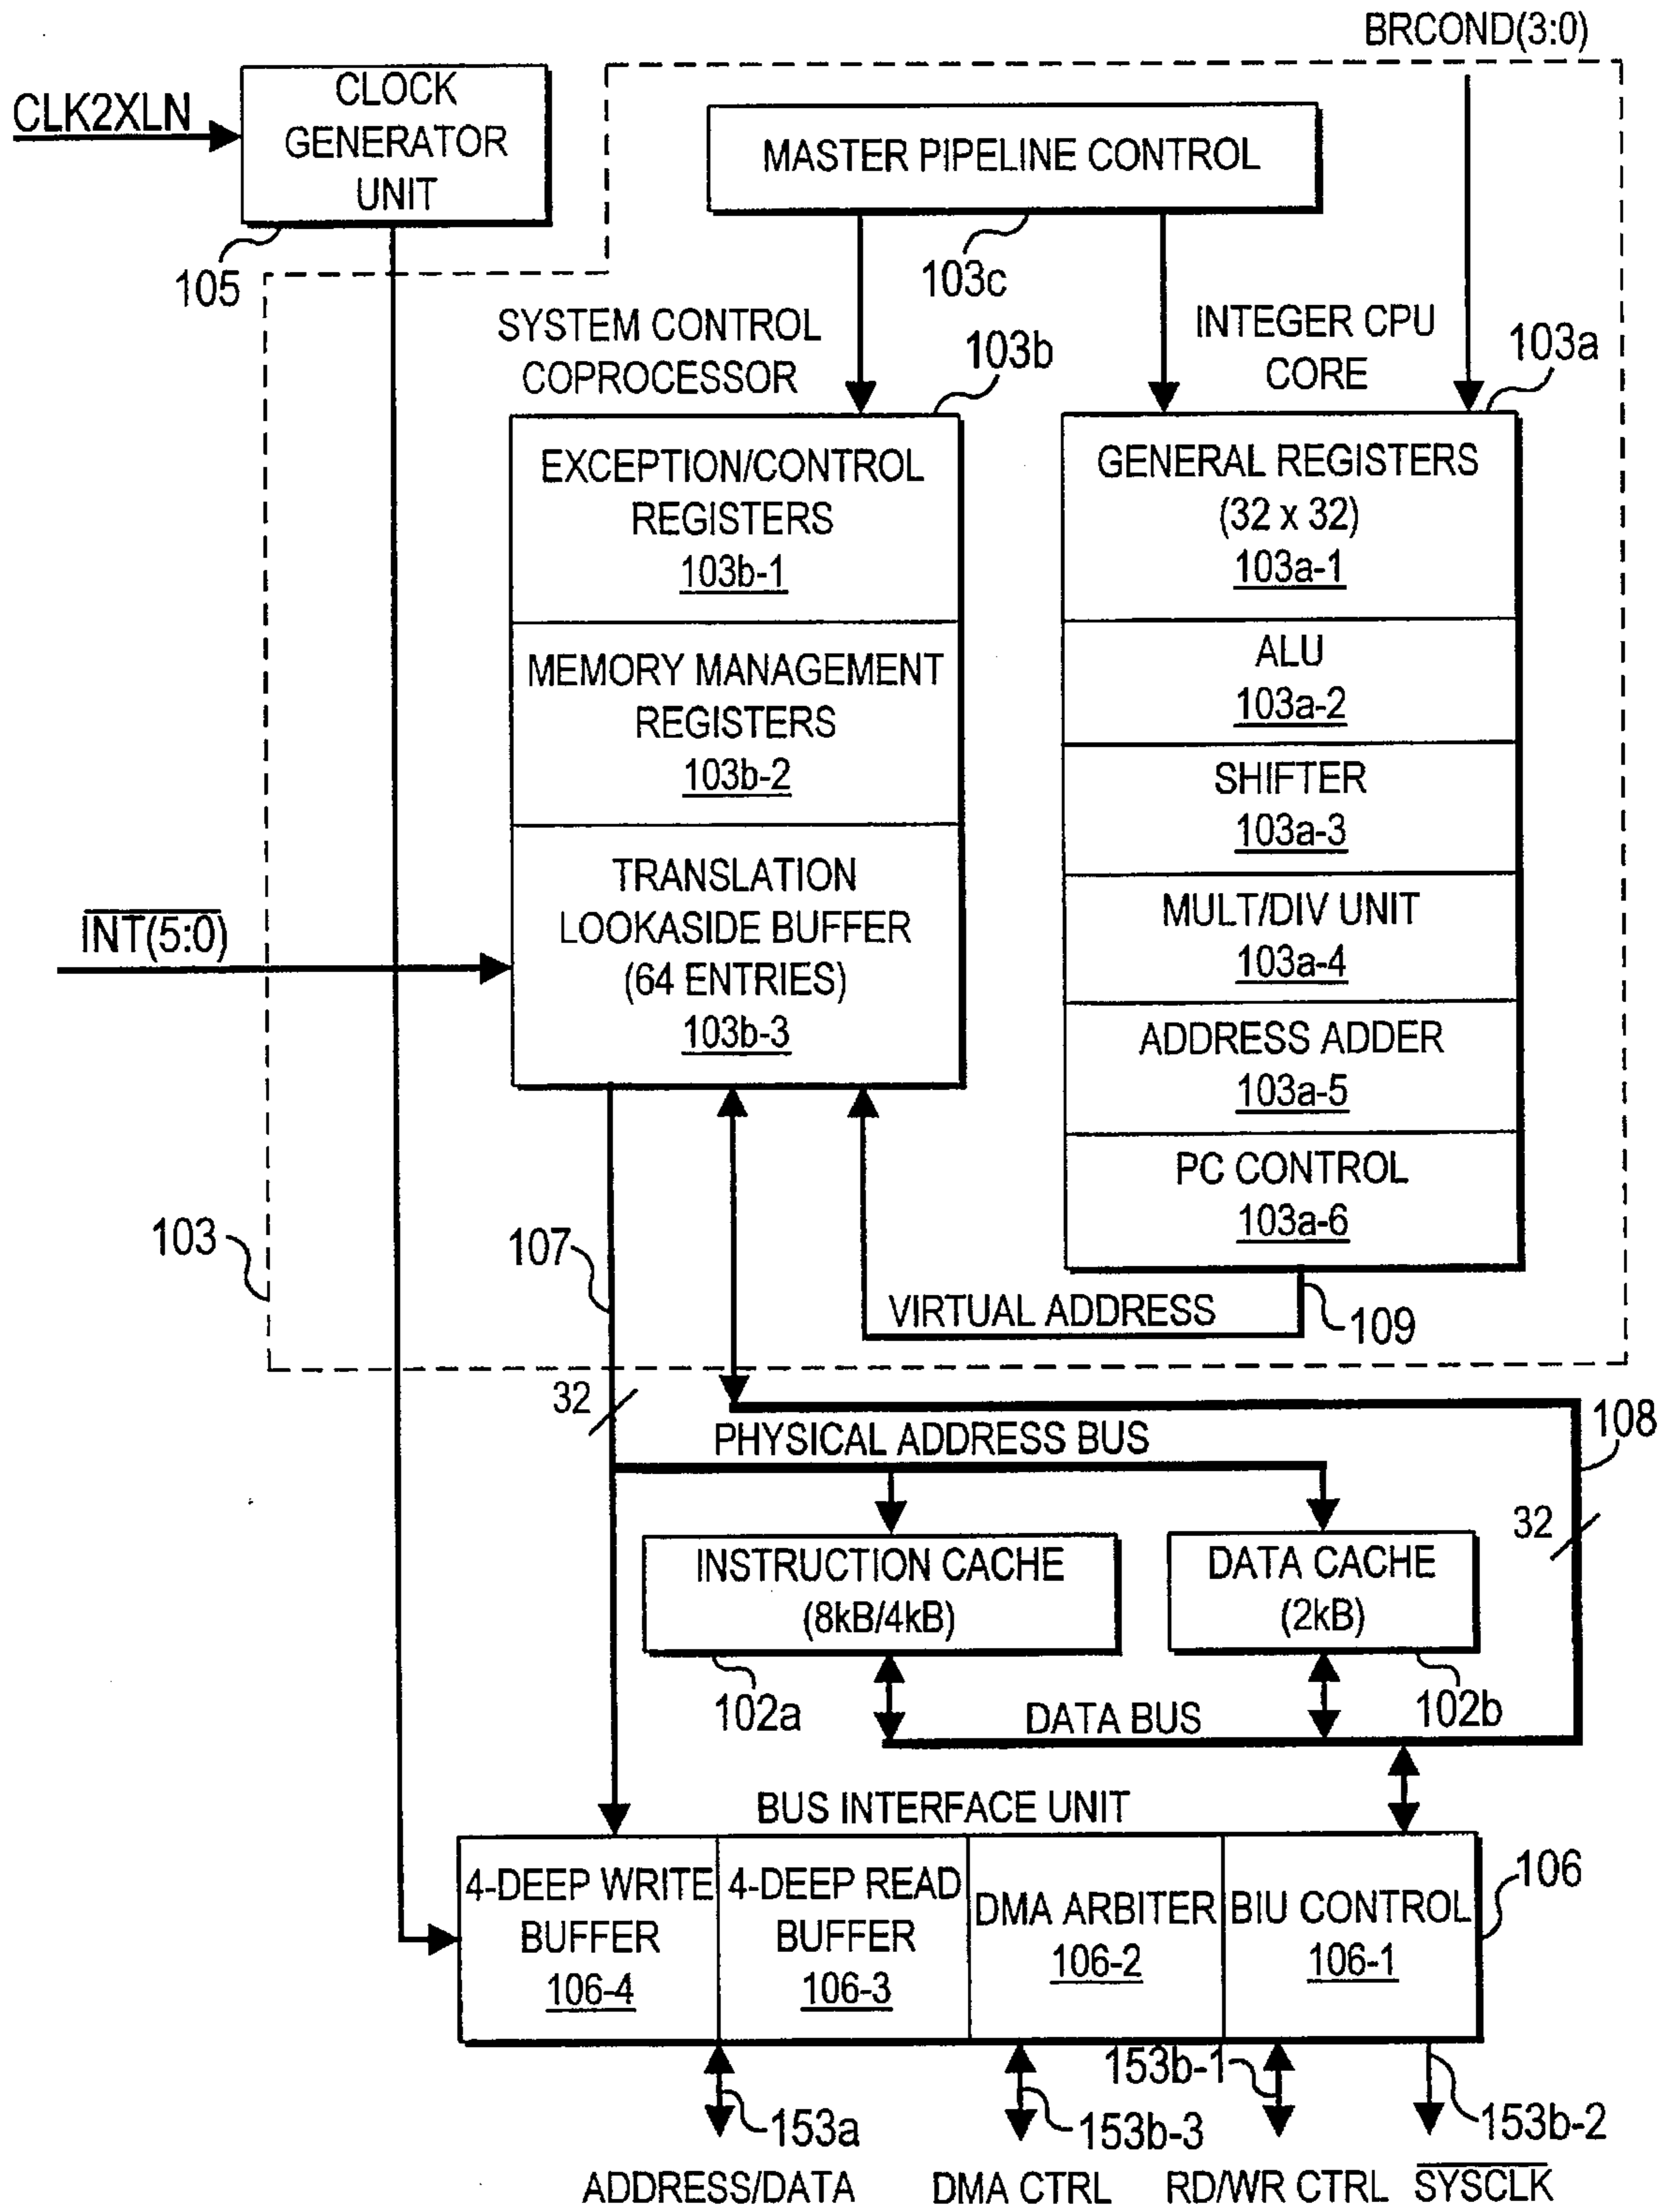 BRCOND(3:0)
CLK2XLN
CLOCK
GENERATOR
UNIT
105
MASTER PIPELINE CONTROL
103c
SYSTEM CONTROL
COPROCESSOR
103b
INTEGER CPU
CORE
103a
EXCEPTION/CONTROL
REGISTERS
103b-1
MEMORY MANAGEMENT
REGISTERS
103b-2
TRANSLATION
LOOKASIDE BUFFER
(64 ENTRIES)
103b-3
GENERAL REGISTERS
(32 x 32)
103a-1
ALU
103a-2
SHIFTER
103a-3
MULT/DIV UNIT
103a-4
ADDRESS ADDER
103a-5
PC CONTROL
103a-6
INT(5:0)
103
107
VIRTUAL ADDRESS
109
32
PHYSICAL ADDRESS BUS
108
32
INSTRUCTION CACHE
(8kB/4kB)
102a
DATA CACHE
(2kB)
102b
DATA BUS
BUS INTERFACE UNIT
4-DEEP WRITE
BUFFER
106-4
4-DEEP READ
BUFFER
106-3
DMA ARBITER
106-2
BIU CONTROL
106-1
106
153a
153b-3
153b-1
153b-2
ADDRESS/DATA
DMA CTRL
RD/WR CTRL
SYSCLK